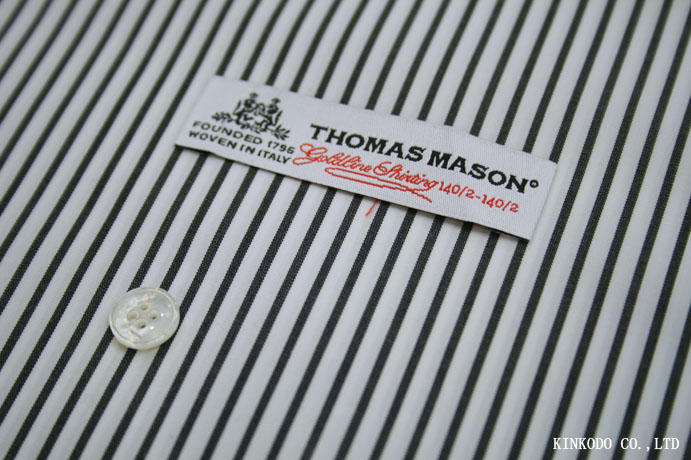 FOUNDED 1796
WOVEN IN ITALY
THOMAS MASON
Goldline Shirting 140/2-140/2
KINKODO CO.,LTD